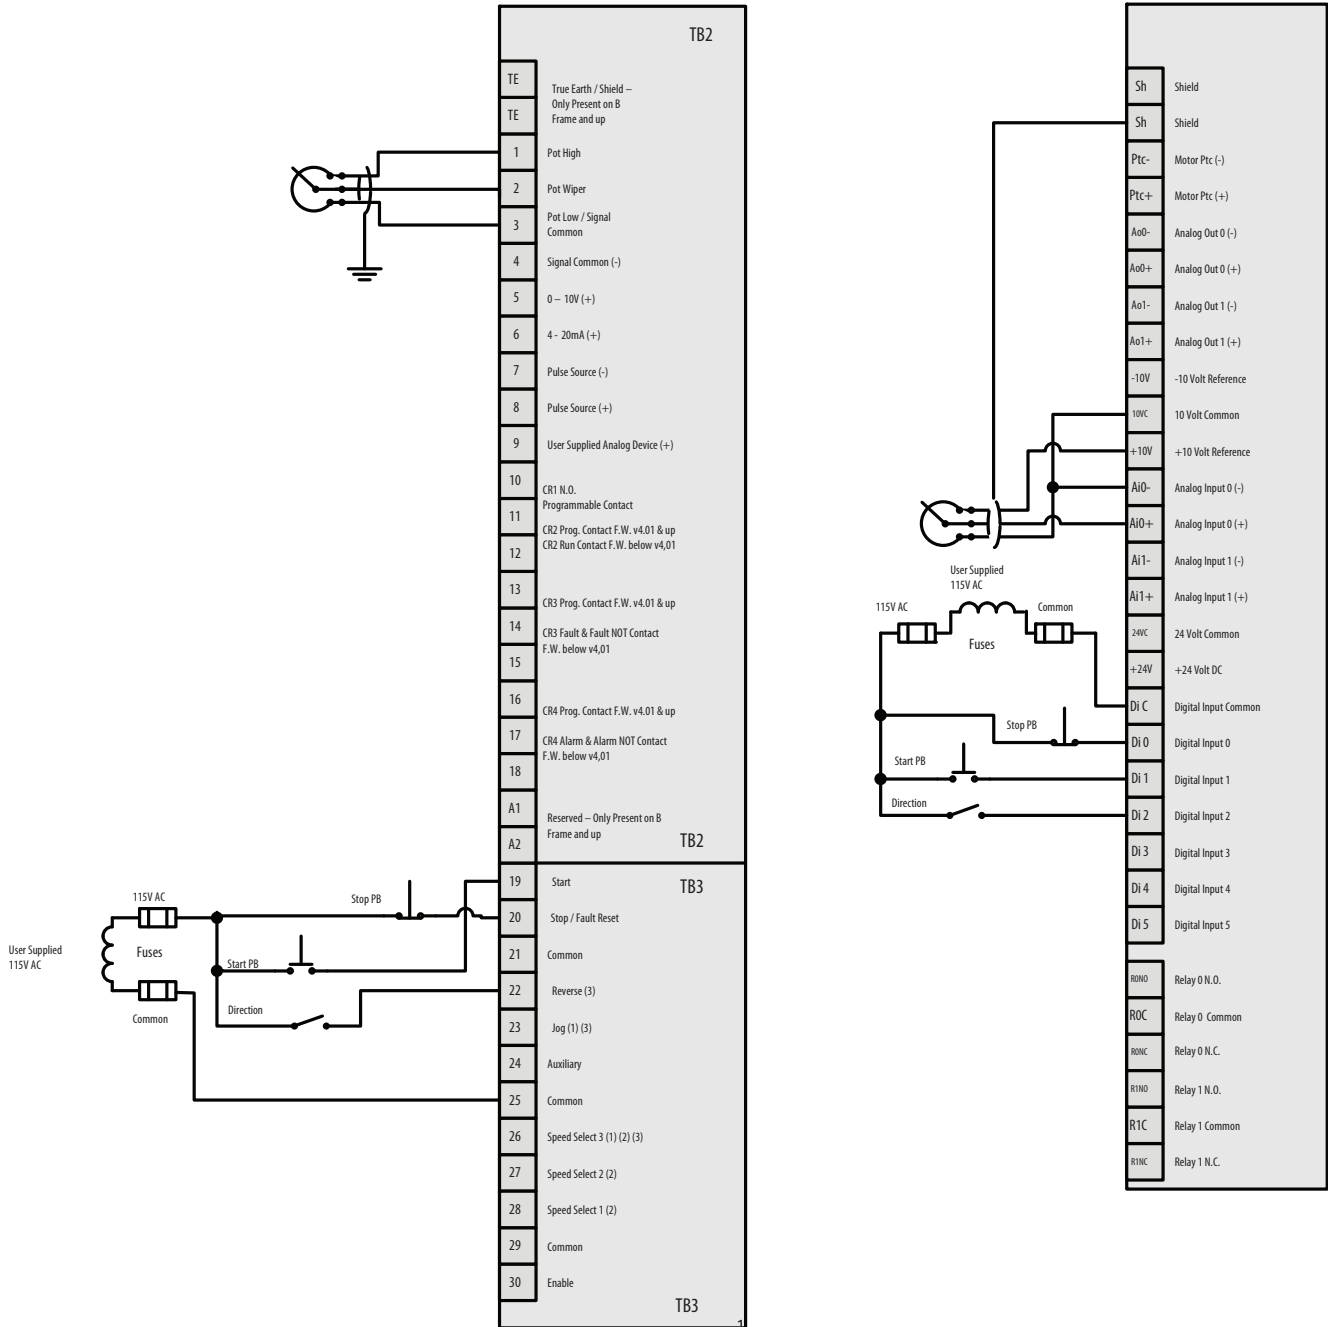 TB2
TE
TE
True Earth / Shield –
Only Present on B
Frame and up
1
Pot High
2
Pot Wiper
3
Pot Low / Signal
Common
4
Signal Common (-)
5
0 – 10V (+)
6
4 - 20mA (+)
7
Pulse Source (-)
8
Pulse Source (+)
9
User Supplied Analog Device (+)
10
CR1 N.O.
Programmable Contact
11
CR2 Prog. Contact F.W. v4.01 & up
CR2 Run Contact F.W. below v4,01
12
13
CR3 Prog. Contact F.W. v4.01 & up
14
CR3 Fault & Fault NOT Contact
F.W. below v4,01
15
16
CR4 Prog. Contact F.W. v4.01 & up
17
CR4 Alarm & Alarm NOT Contact
F.W. below v4,01
18
A1
Reserved – Only Present on B
Frame and up
A2
TB2
TB3
19
Start
20
Stop / Fault Reset
21
Common
22
Reverse (3)
23
Jog (1) (3)
24
Auxiliary
25
Common
26
Speed Select 3 (1) (2) (3)
27
Speed Select 2 (2)
28
Speed Select 1 (2)
29
Common
30
Enable
TB3
1
User Supplied
115V AC
115V AC
Fuses
Common
Stop PB
Start PB
Direction
Sh
Shield
Sh
Shield
Ptc-
Motor Ptc (-)
Ptc+
Motor Ptc (+)
Ao0-
Analog Out 0 (-)
Ao0+
Analog Out 0 (+)
Ao1-
Analog Out 1 (-)
Ao1+
Analog Out 1 (+)
-10V
-10 Volt Reference
10VC
10 Volt Common
+10V
+10 Volt Reference
Ai0-
Analog Input 0 (-)
Ai0+
Analog Input 0 (+)
Ai1-
Analog Input 1 (-)
Ai1+
Analog Input 1 (+)
24VC
24 Volt Common
+24V
+24 Volt DC
Di C
Digital Input Common
Di 0
Digital Input 0
Di 1
Digital Input 1
Di 2
Digital Input 2
Di 3
Digital Input 3
Di 4
Digital Input 4
Di 5
Digital Input 5
R0NO
Relay 0 N.O.
R0C
Relay 0 Common
R0NC
Relay 0 N.C.
R1NO
Relay 1 N.O.
R1C
Relay 1 Common
R1NC
Relay 1 N.C.
User Supplied
115V AC
115V AC
Common
Fuses
Stop PB
Start PB
Direction